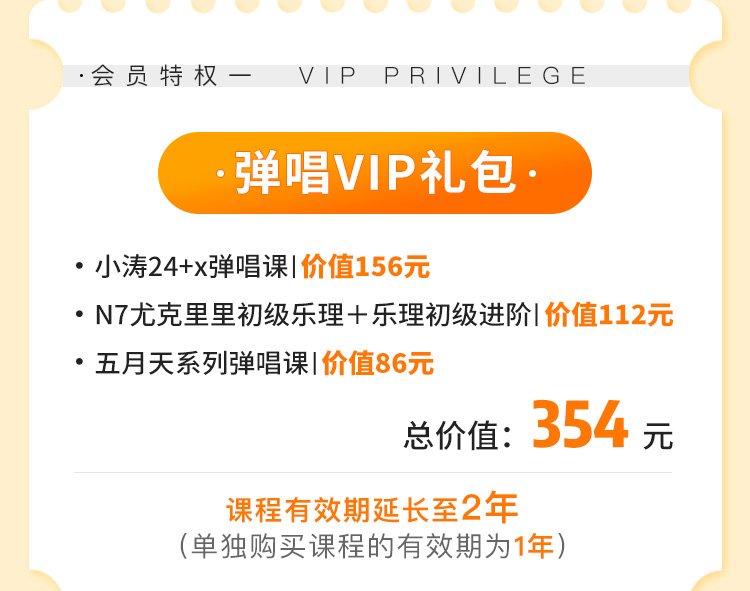 ·会员特权一 VIP PRIVILEGE
·弹唱VIP礼包·
• 小涛24+x弹唱课|价值156元
• N7尤克里里初级乐理＋乐理初级进阶|价值112元
• 五月天系列弹唱课|价值86元
总价值：354 元
课程有效期延长至2年
（单独购买课程的有效期为1年）